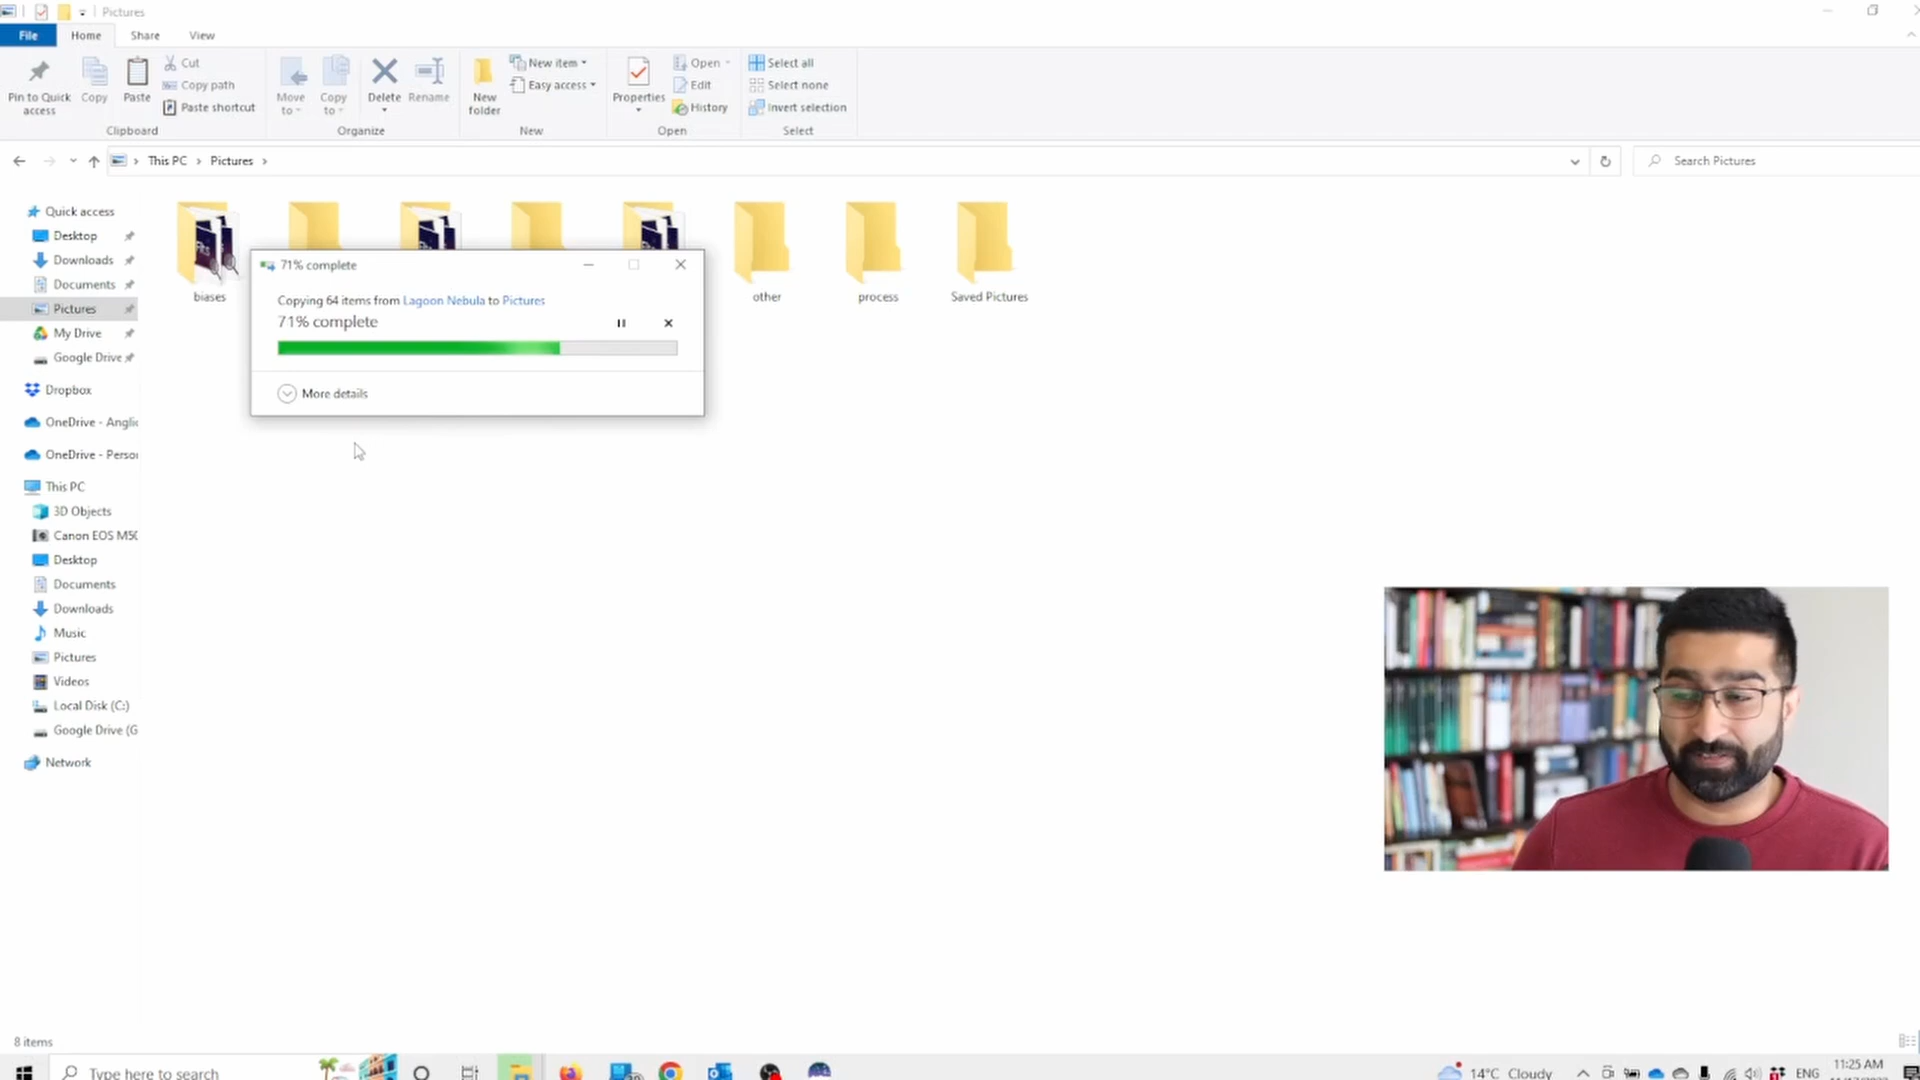 Pictures
File Home Share View
Pin to Quick access
Copy
Paste
Cut
Copy path
Paste shortcut
Clipboard
Move to
Copy to
Delete
Rename
Organize
New folder
New item
Easy access
New
Properties
Open
Edit
History
Open
Select all
Select none
Invert selection
Select
This PC > Pictures >
Search Pictures
Quick access
Desktop
Downloads
Documents
Pictures
My Drive
Google Drive
Dropbox
OneDrive - Anglic
OneDrive - Person
This PC
3D Objects
Canon EOS M50
Desktop
Documents
Downloads
Music
Pictures
Videos
Local Disk (C:)
Google Drive (G
Network
biases
other
process
Saved Pictures
71% complete
Copying 64 items from Lagoon Nebula to Pictures
71% complete
More details
8 items
Type here to search
14°C Cloudy
ENG
11:25 AM